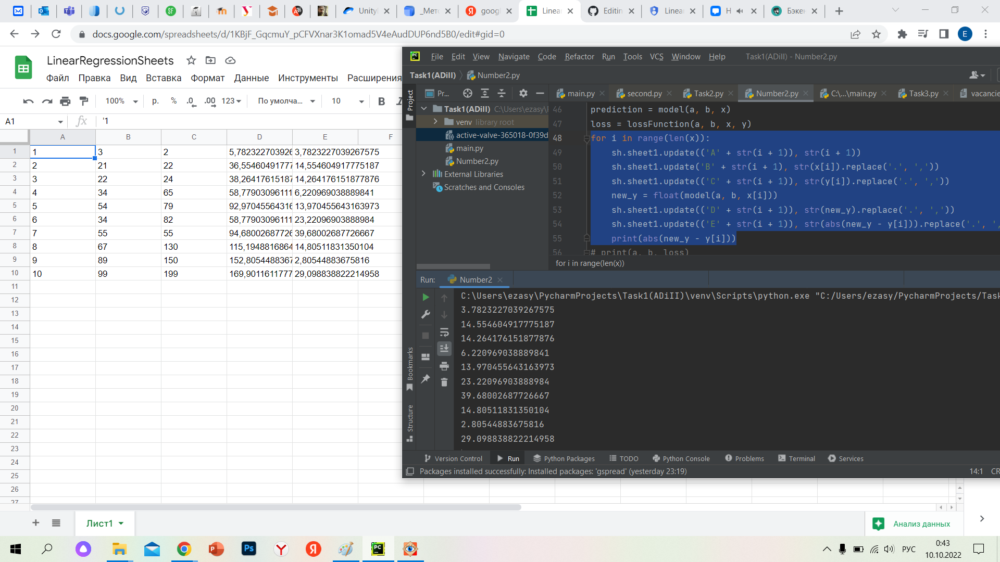 Unity
_Мето
goog
Linea
Editin
Linea
Н
Бэке
docs.google.com/spreadsheets/d/1KBjF_GqcmuY_pCFVXnar3K1omad5V4eAudDUP6nd5B0/edit#gid=0
E
LinearRegressionSheets
Файл Правка Вид Вставка Формат Данные Инструменты Расширения
100% р. % .0 .00 123 По умолча... 10 B I
A1 fx '1
A B C D E F
1 1 3 2 5,782322703926 3,7823227039267575
2 2 21 22 36,55460491777 14,554604917775187
3 3 22 24 38,26417615187 14,264176151877876
4 4 34 65 58,77903096111 6,220969038889841
5 5 54 79 92,97045564316 13,970455643163973
6 6 34 82 58,77903096111 23,22096903888984
7 7 55 55 94,68002687726 39,68002687726667
8 8 67 130 115,1948816864 14,80511831350104
9 9 89 150 152,8054488367 2,80544883675816
10 10 99 199 169,9011611777 29,098838822214958
11
12
13
14
15
16
17
18
19
20
21
22
23
24
25
26
27
Лист1
Анализ данных
PC File Edit View Navigate Code Refactor Run Tools VCS Window Help Task1(ADiII) - Number2.py
Task1(ADiII) Number2.py
Project
Pr...
main.py second.py Task2.py Number2.py C:\...\main.py Task3.py vacancie
Task1(ADiII) C:\Users\ezasy\
venv library root
active-valve-365018-0f39d
main.py
Number2.py
External Libraries
Scratches and Consoles
46 prediction = model(a, b, x)
47 loss = lossFunction(a, b, x, y)
48 for i in range(len(x)):
49 sh.sheet1.update(('A' + str(i + 1)), str(i + 1))
50 sh.sheet1.update('B' + str(i + 1), str(x[i]).replace('.', ','))
51 sh.sheet1.update(('C' + str(i + 1)), str(y[i]).replace('.', ','))
52 new_y = float(model(a, b, x[i]))
53 sh.sheet1.update(('D' + str(i + 1)), str(new_y).replace('.', ','))
54 sh.sheet1.update(('E' + str(i + 1)), str(abs(new_y - y[i])).replace('.', ',
55 print(abs(new_y - y[i]))
56 # print(a, b, loss)
for i in range(len(x))
Run: Number2
C:\Users\ezasy\PycharmProjects\Task1(ADiII)\venv\Scripts\python.exe "C:/Users/ezasy/PycharmProjects/Task
3.7823227039267575
14.554604917775187
14.264176151877876
6.220969038889841
13.970455643163973
23.22096903888984
39.68002687726667
14.80511831350104
2.80544883675816
29.098838822214958
Bookmarks
Structure
Version Control Run Python Packages TODO Python Console Problems Terminal Services
Packages installed successfully: Installed packages: 'gspread' (yesterday 23:19)
14:1 CR
Ps
Y
Я
PC
РУС
0:43
10.10.2022